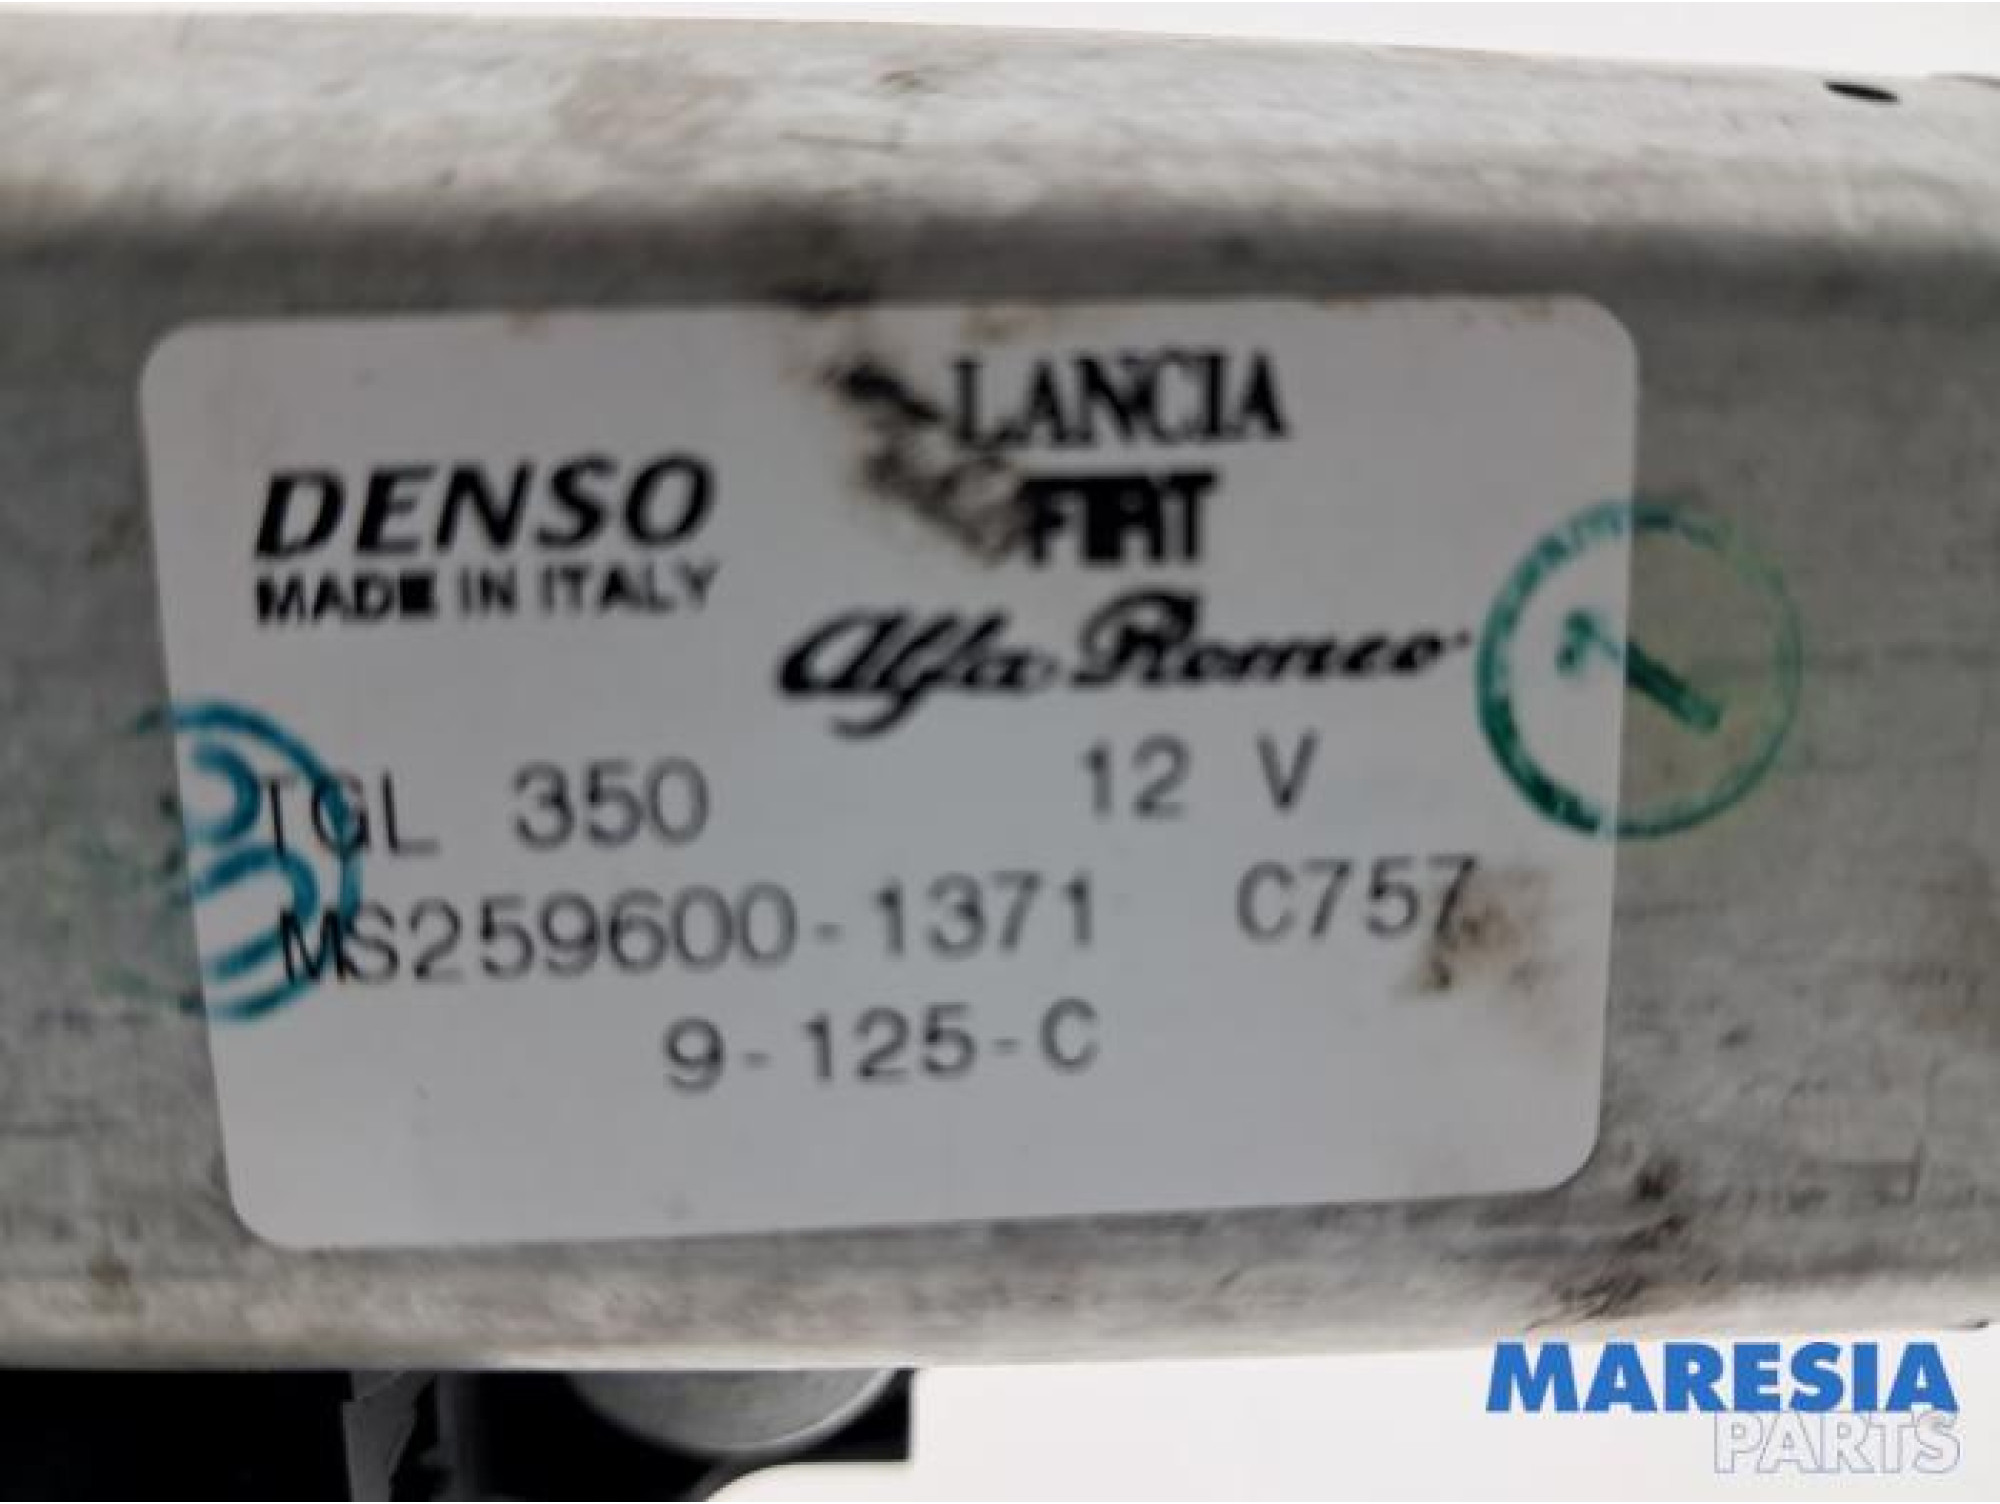 LANCIA
DENSO
FIAT
MADE IN ITALY
Alfa Romeo
TGL 350 12 V
MS259600-1371 C757
9-125-C
MARESIA
PARTS